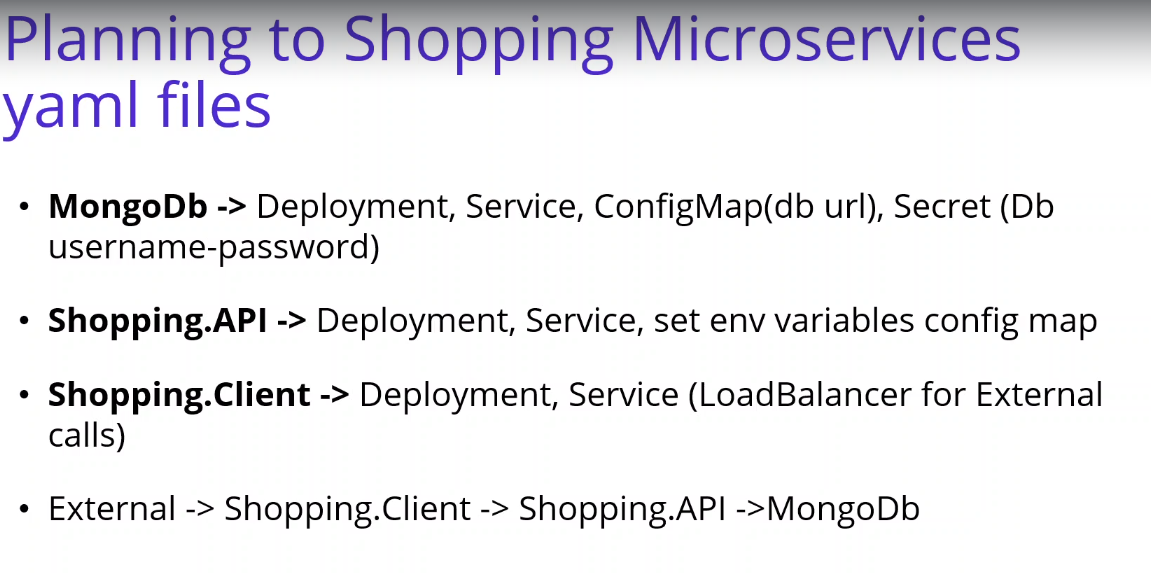 Planning to Shopping Microservices
yaml files
• MongoDb -> Deployment, Service, ConfigMap(db url), Secret (Db
username-password)
• Shopping.API -> Deployment, Service, set env variables config map
• Shopping.Client -> Deployment, Service (LoadBalancer for External
calls)
• External -> Shopping.Client -> Shopping.API ->MongoDb